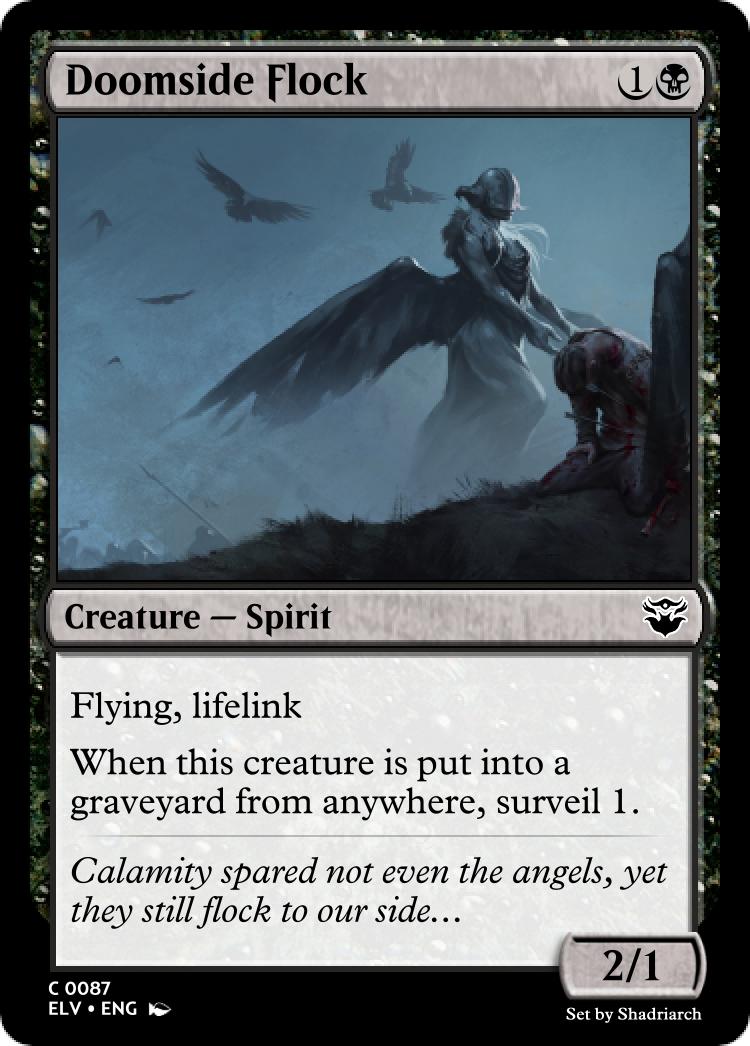 Doomside Flock 1
Creature — Spirit
Flying, lifelink
When this creature is put into a
graveyard from anywhere, surveil 1.
Calamity spared not even the angels, yet
they still flock to our side…
2/1
C 0087
ELV • ENG
Set by Shadriarch